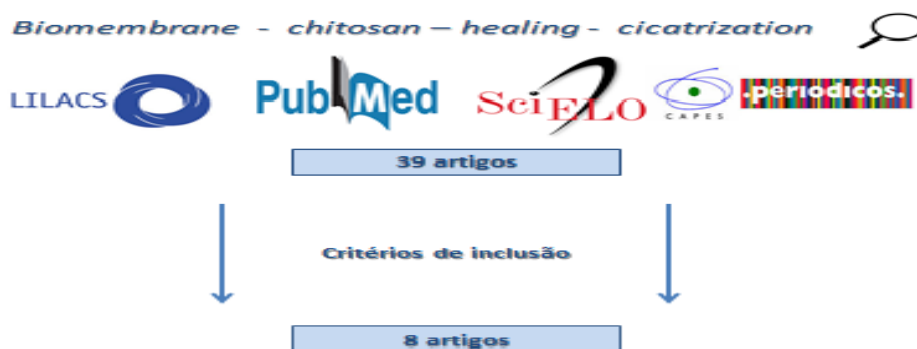 Biomembrane - chitosan – healing - cicatrization
LILACS PubMed SciELO CAPES .periodicos.
39 artigos
Critérios de inclusão
8 artigos